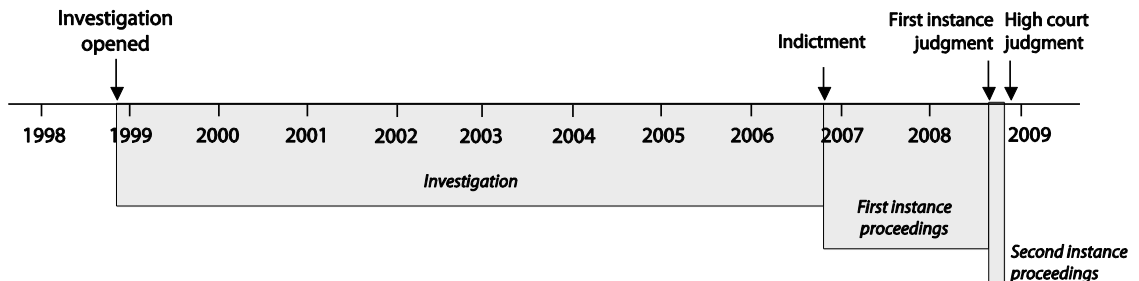 Investigation
opened
Indictment
First instance
judgment
High court
judgment
1998 1999 2000 2001 2002 2003 2004 2005 2006 2007 2008 2009
Investigation
First instance
proceedings
Second instance
proceedings